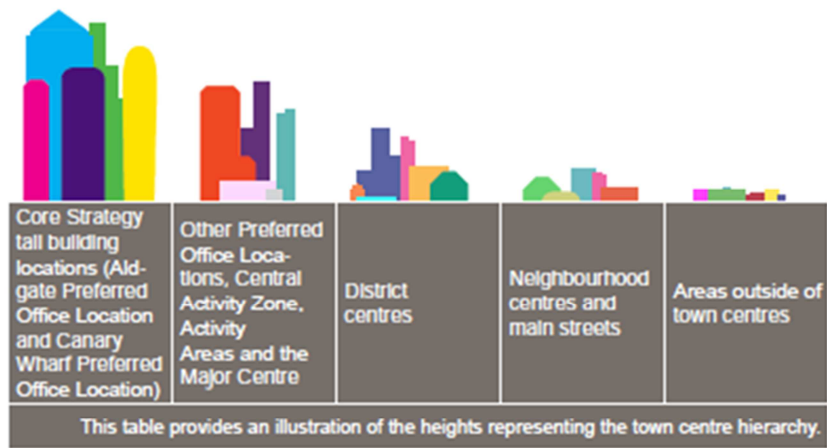 Core Strategy
tall building
locations (Ald-
gate Preferred
Office Location
and Canary
Wharf Preferred
Office Location)
Other Preferred
Office Loca-
tions, Central
Activity Zone,
Activity
Areas and the
Major Centre
District
centres
Neighbourhood
centres and
main streets
Areas outside of
town centres
This table provides an illustration of the heights representing the town centre hierarchy.